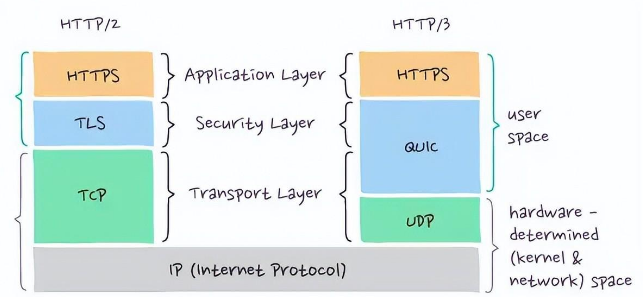 HTTP/2
HTTP/3
HTTPS
Application Layer
HTTPS
TLS
Security Layer
QUIC
user
space
TCP
Transport Layer
UDP
hardware -
determined
(kernel &
network) space
IP (Internet Protocol)